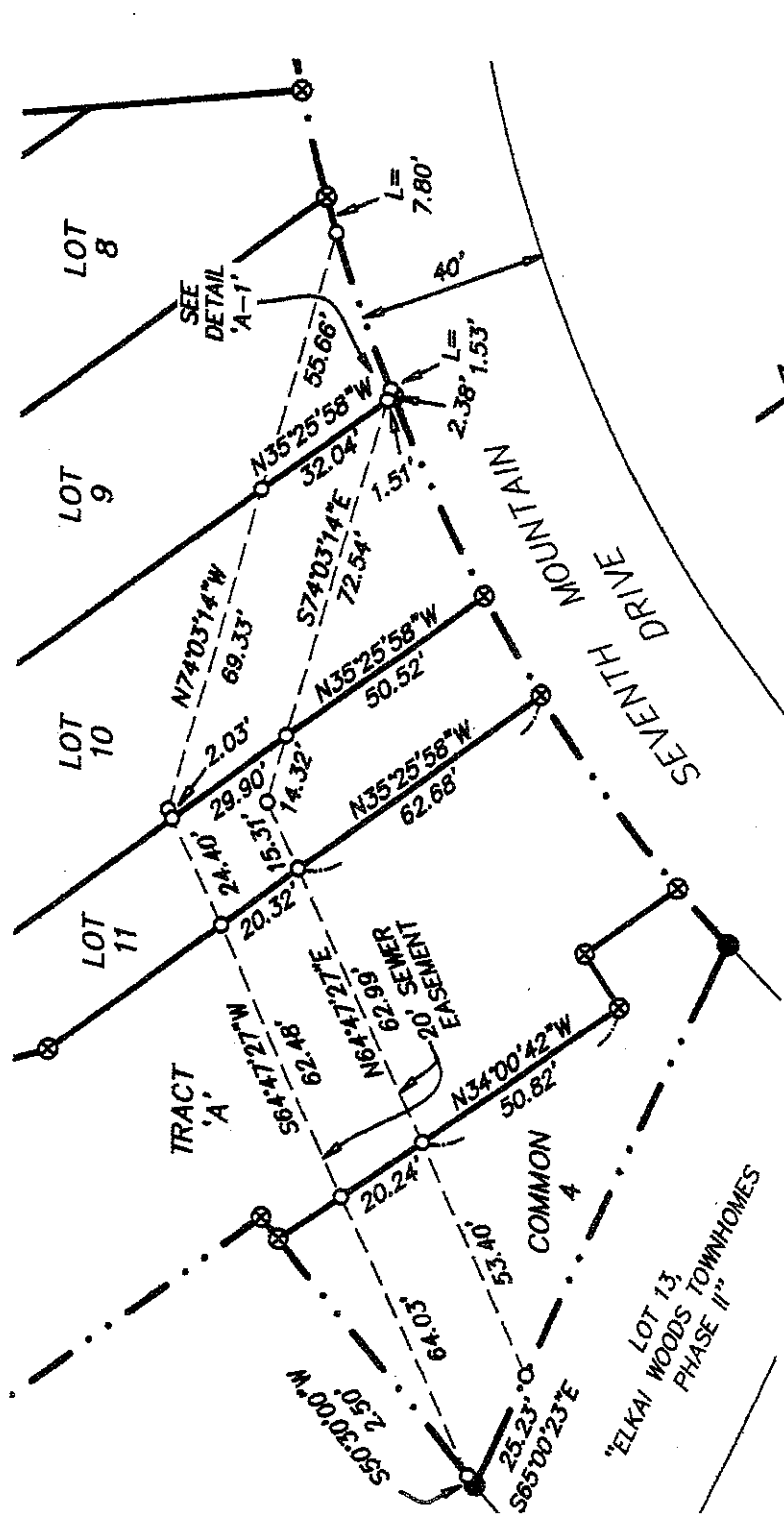 LOT
8
L=
7.80'
SEE
DETAIL
'A-1'
40'
55.66'
L=
1.53'
2.38'
N35°25'58"W
32.04'
1.51'
LOT
9
SEVENTH MOUNTAIN
DRIVE
S74°03'14"E
72.54'
N74°03'14"W
69.33'
LOT
10
2.03'
N35°25'58"W
50.52'
29.90'
14.32'
N35°25'58"W
62.68'
24.40'
15.31'
20.32'
LOT
11
N64°47'27"E
62.99'
20' SEWER
EASEMENT
S64°47'27"W
62.48'
TRACT
'A'
N34°00'42"W
50.82'
20.24'
COMMON
4
53.40'
64.03'
LOT 13,
"ELKAI WOODS TOWNHOMES
PHASE II"
S50°30'00"W
2.50'
25.23'
S65°00'23"E